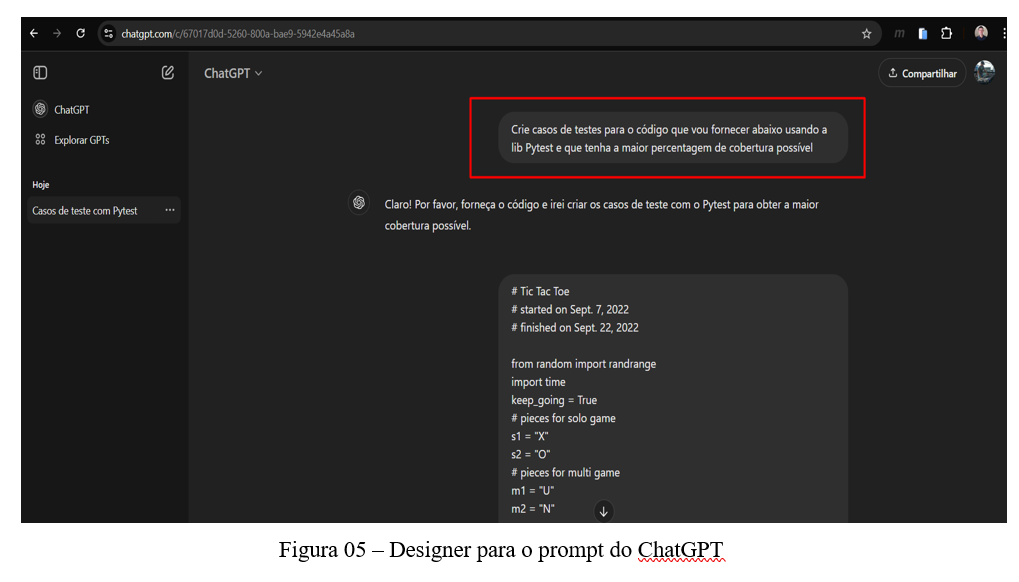 chatgpt.com/c/67017d0d-5260-800a-bae9-5942e4a45a8a
ChatGPT
Compartilhar
ChatGPT
Explorar GPTs
Hoje
Casos de teste com Pytest
Crie casos de testes para o código que vou fornecer abaixo usando a
lib Pytest e que tenha a maior percentagem de cobertura possível
Claro! Por favor, forneça o código e irei criar os casos de teste com o Pytest para obter a maior
cobertura possível.
# Tic Tac Toe
# started on Sept. 7, 2022
# finished on Sept. 22, 2022
from random import randrange
import time
keep_going = True
# pieces for solo game
s1 = "X"
s2 = "O"
# pieces for multi game
m1 = "U"
m2 = "N"
Figura 05 – Designer para o prompt do ChatGPT